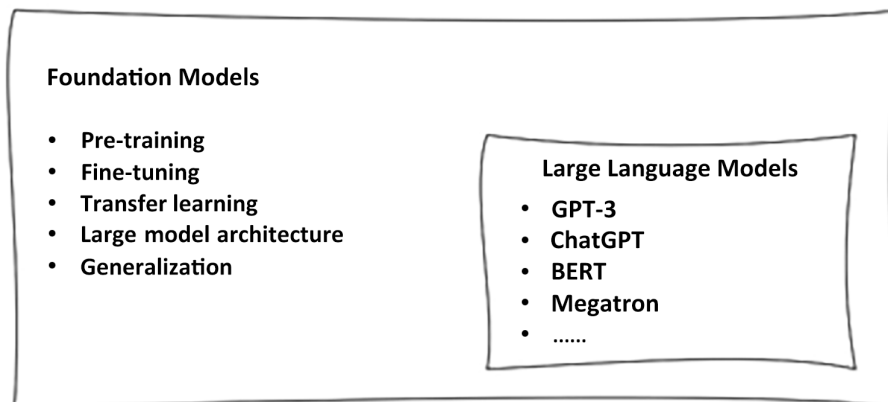 Foundation Models
• Pre-training
• Fine-tuning
• Transfer learning
• Large model architecture
• Generalization
Large Language Models
• GPT-3
• ChatGPT
• BERT
• Megatron
• ......